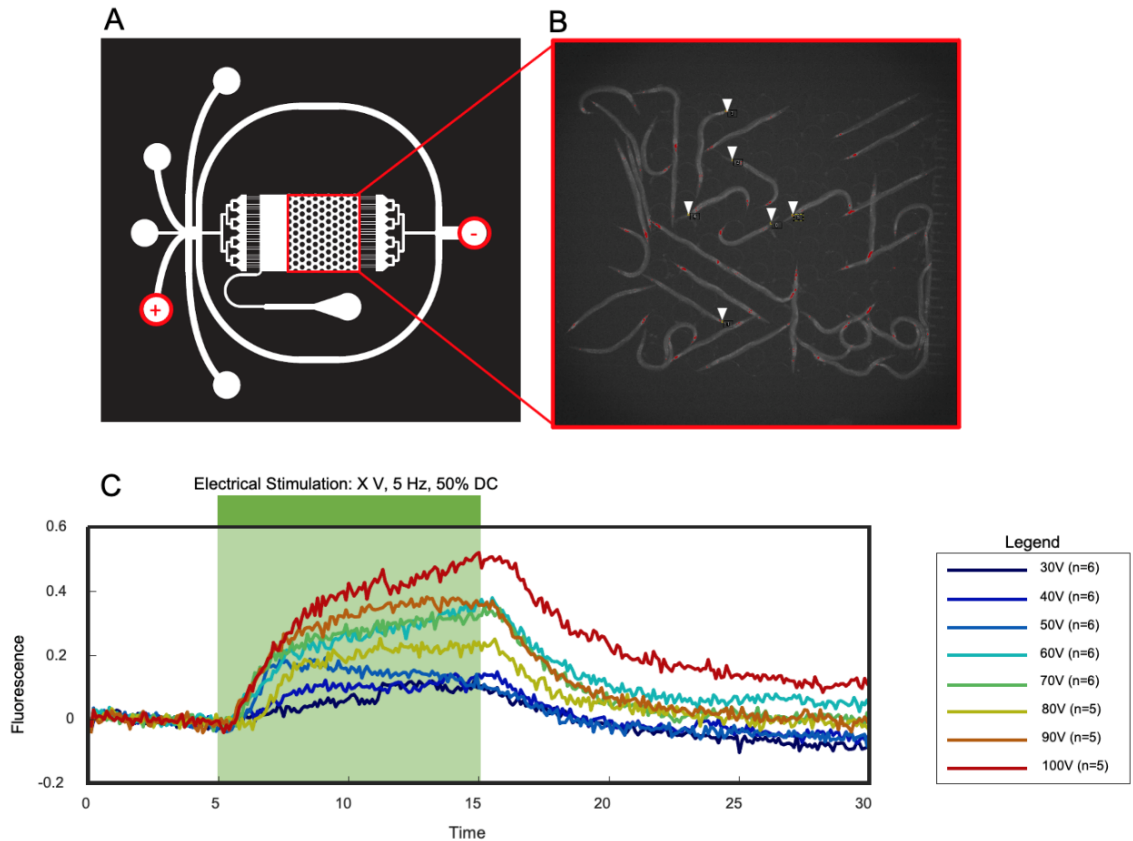 A
B
+
-
C
Electrical Stimulation: X V, 5 Hz, 50% DC
0.6
0.4
0.2
0
-0.2
Fluorescence
0
5
10
15
20
25
30
Time
Legend
30V (n=6)
40V (n=6)
50V (n=6)
60V (n=6)
70V (n=6)
80V (n=5)
90V (n=5)
100V (n=5)